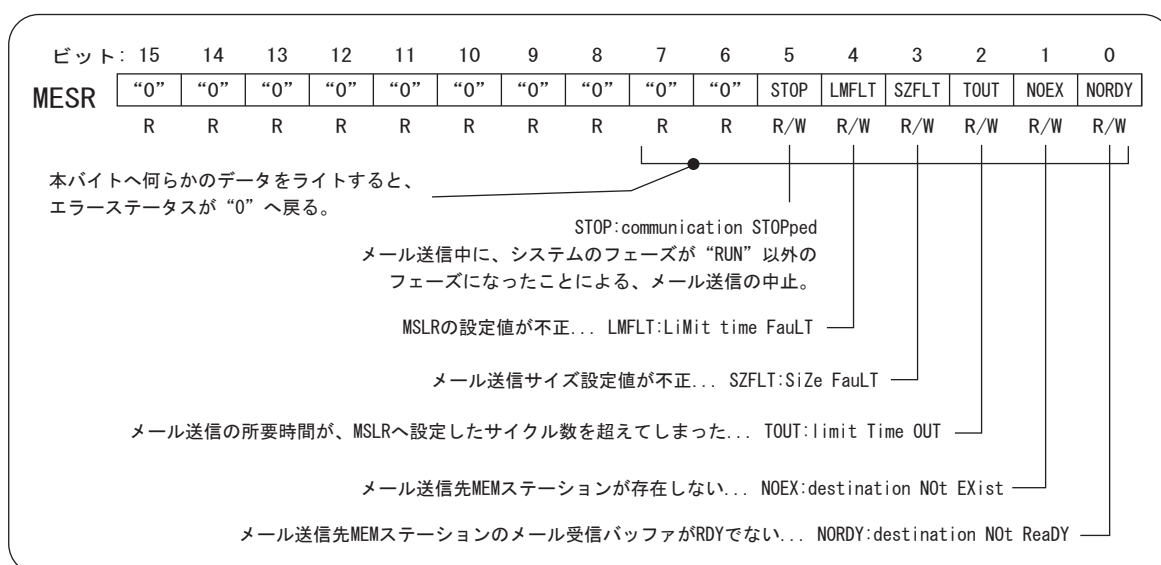 ビット: 15 14 13 12 11 10 9 8 7 6 5 4 3 2 1 0
MESR “0” “0” “0” “0” “0” “0” “0” “0” “0” “0” STOP LMFLT SZFLT TOUT NOEX NORDY
R R R R R R R R R R R/W R/W R/W R/W R/W R/W
本バイトへ何らかのデータをライトすると、
エラーステータスが“0”へ戻る。
STOP:communication STOPped
メール送信中に、システムのフェーズが“RUN”以外の
フェーズになったことによる、メール送信の中止。
MSLRの設定値が不正... LMFLT:LiMit time FauLT
メール送信サイズ設定値が不正... SZFLT:SiZe FauLT
メール送信の所要時間が、MSLRへ設定したサイクル数を超えてしまった... TOUT:limit Time OUT
メール送信先MEMステーションが存在しない... NOEX:destination NOt EXist
メール送信先MEMステーションのメール受信バッファがRDYでない... NORDY:destination NOt ReaDY